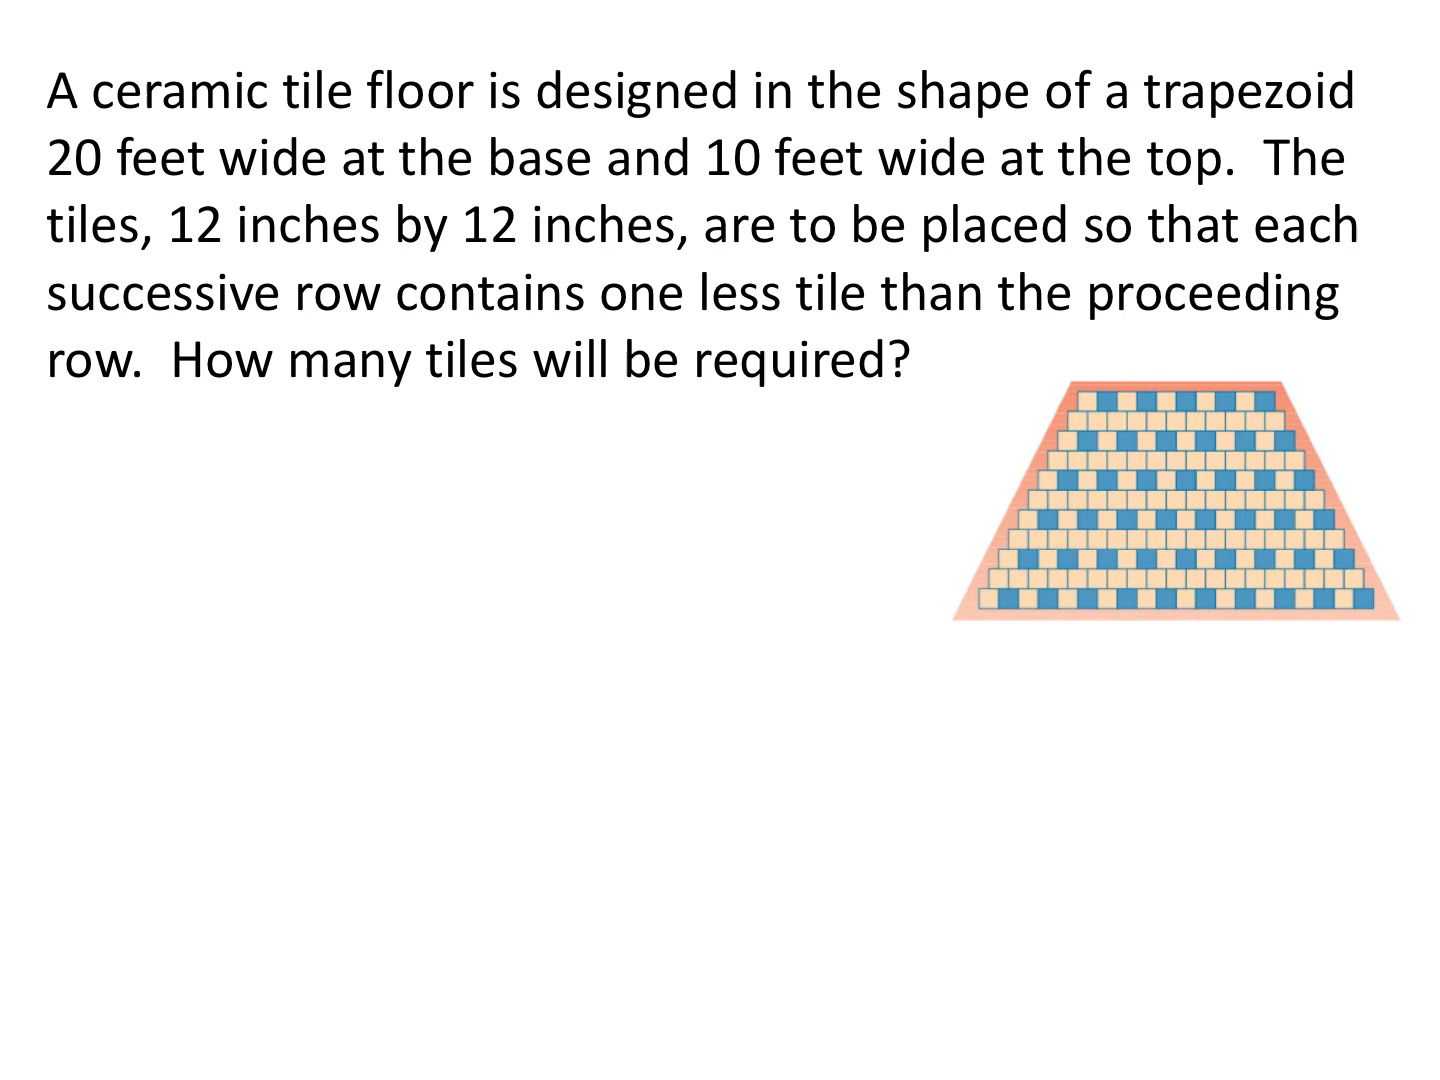 A ceramic tile floor is designed in the shape of a trapezoid
20 feet wide at the base and 10 feet wide at the top.  The
tiles, 12 inches by 12 inches, are to be placed so that each
successive row contains one less tile than the proceeding
row.  How many tiles will be required?